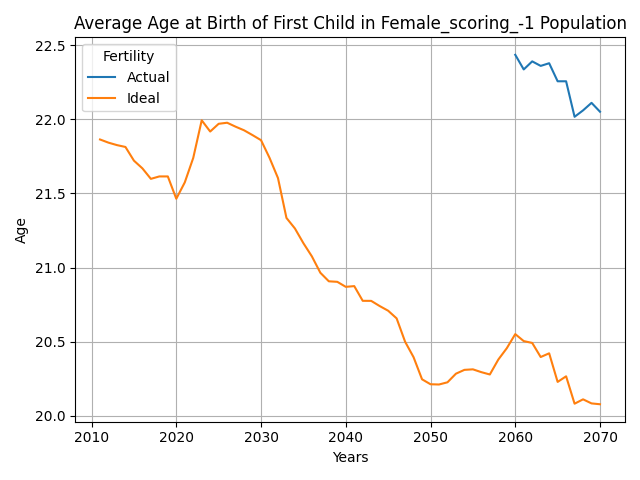 Average Age at Birth of First Child in Female_scoring_-1 Population
Fertility
Actual
Ideal
22.5
22.0
21.5
21.0
20.5
20.0
Age
2010 2020 2030 2040 2050 2060 2070
Years